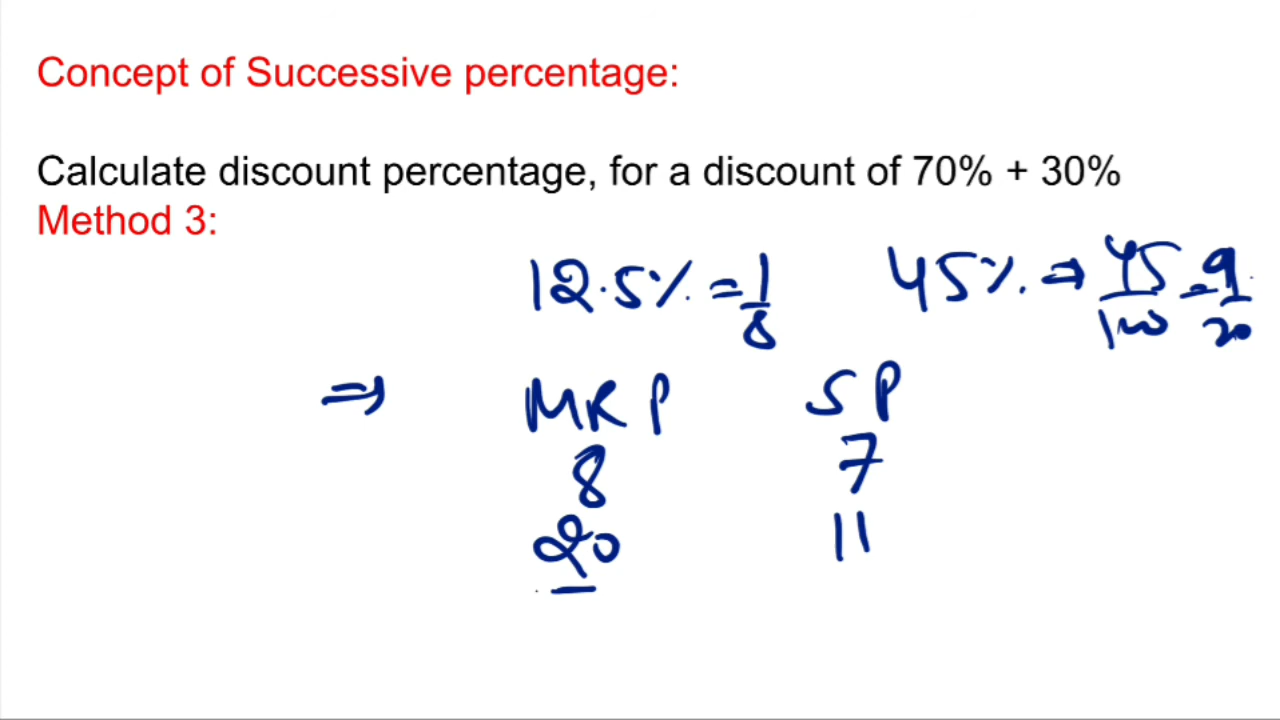 Concept of Successive percentage:
Calculate discount percentage, for a discount of 70% + 30%
Method 3:
12.5% = 1/8 45% ⇒ 45/100 = 9/20
⇒ MRP SP
8 7
20 11